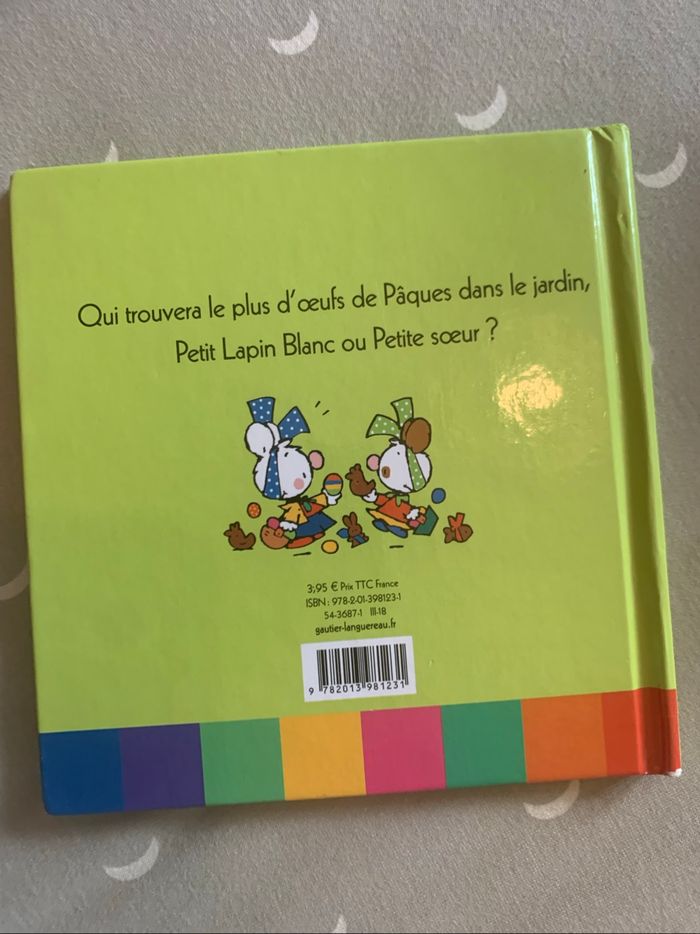 Qui trouvera le plus d'œufs de Pâques dans le jardin,
Petit Lapin Blanc ou Petite sœur ?
3,95 € Prix TTC France
ISBN : 978-2-01-398123-1
54-3687-1 III-18
gautier-languereau.fr
9 782013 981231